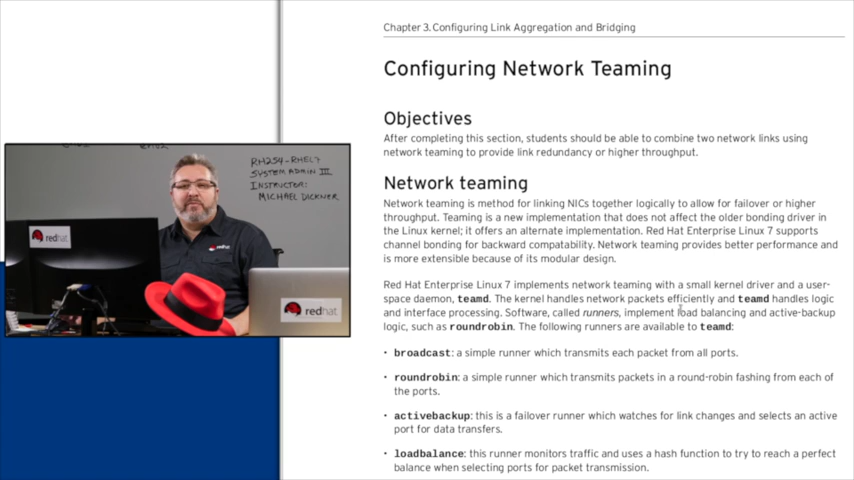 Chapter 3. Configuring Link Aggregation and Bridging
Configuring Network Teaming
Objectives
After completing this section, students should be able to combine two network links using
network teaming to provide link redundancy or higher throughput.
Network teaming
Network teaming is method for linking NICs together logically to allow for failover or higher
throughput. Teaming is a new implementation that does not affect the older bonding driver in
the Linux kernel; it offers an alternate implementation. Red Hat Enterprise Linux 7 supports
channel bonding for backward compatability. Network teaming provides better performance and
is more extensible because of its modular design.
Red Hat Enterprise Linux 7 implements network teaming with a small kernel driver and a user-
space daemon, teamd. The kernel handles network packets efficiently and teamd handles logic
and interface processing. Software, called runners, implement load balancing and active-backup
logic, such as roundrobin. The following runners are available to teamd:
• broadcast: a simple runner which transmits each packet from all ports.
• roundrobin: a simple runner which transmits packets in a round-robin fashing from each of
the ports.
• activebackup: this is a failover runner which watches for link changes and selects an active
port for data transfers.
• loadbalance: this runner monitors traffic and uses a hash function to try to reach a perfect
balance when selecting ports for packet transmission.
RH254-RHEL7
SYSTEM ADMIN III
INSTRUCTOR:
MICHAEL DICKNER
redhat
redhat
redhat